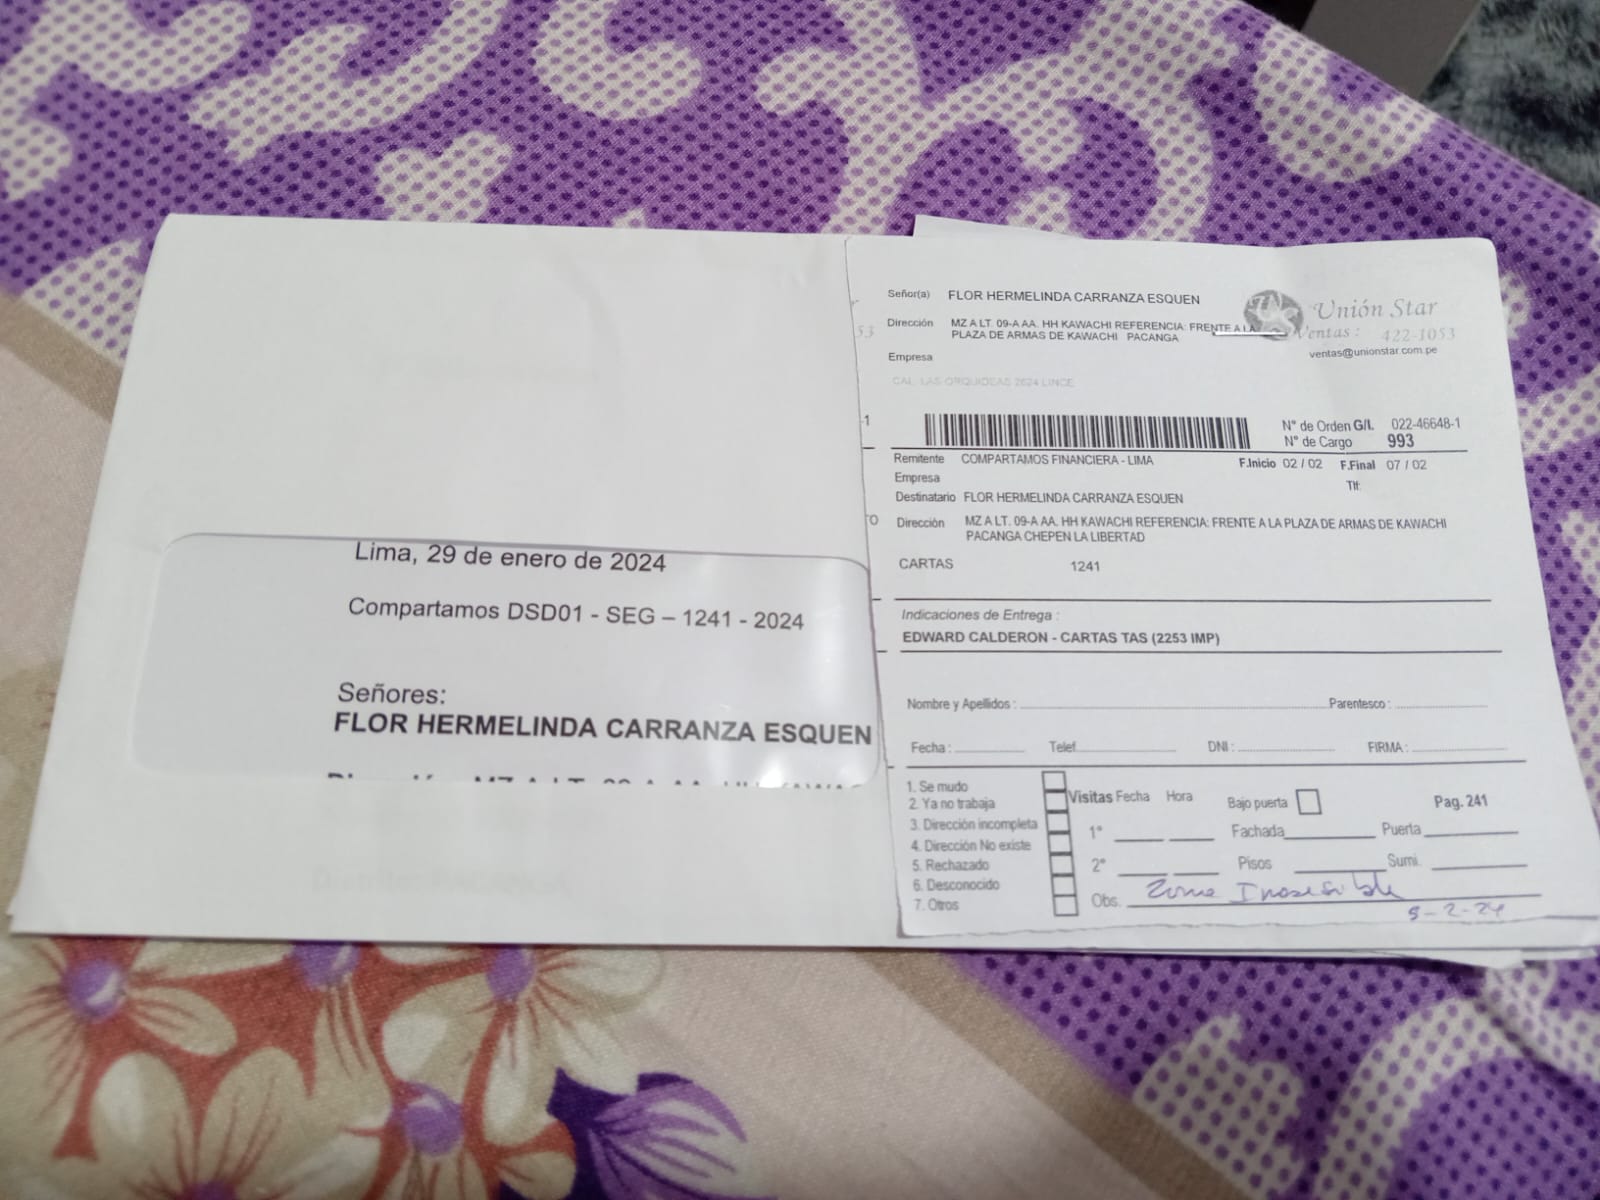 Lima, 29 de enero de 2024
Compartamos DSD01 - SEG – 1241 - 2024
Señores:
FLOR HERMELINDA CARRANZA ESQUEN
Señor(a) FLOR HERMELINDA CARRANZA ESQUEN
Unión Star
Ventas : 422-1053
ventas@unionstar.com.pe
Dirección MZ A LT. 09-A AA. HH KAWACHI REFERENCIA: FRENTE A LA
PLAZA DE ARMAS DE KAWACHI PACANGA
Empresa
CAL. LAS ORQUIDEAS 2624 LINCE
N° de Orden G/I. 022-46648-1
N° de Cargo 993
Remitente COMPARTAMOS FINANCIERA - LIMA F.Inicio 02 / 02 F.Final 07 / 02
Empresa Tlf:
Destinatario FLOR HERMELINDA CARRANZA ESQUEN
Dirección MZ A LT. 09-A AA. HH KAWACHI REFERENCIA: FRENTE A LA PLAZA DE ARMAS DE KAWACHI
PACANGA CHEPEN LA LIBERTAD
CARTAS 1241
Indicaciones de Entrega :
EDWARD CALDERON - CARTAS TAS (2253 IMP)
Nombre y Apellidos : Parentesco :
Fecha : Telef. DNI : FIRMA :
1. Se mudo
2. Ya no trabaja
3. Dirección incompleta
4. Dirección No existe
5. Rechazado
6. Desconocido
7. Otros
Visitas Fecha Hora Bajo puerta Pag. 241
1° Fachada Puerta
2° Pisos Sumi.
Obs. Zona Inaxesible
5-2-24